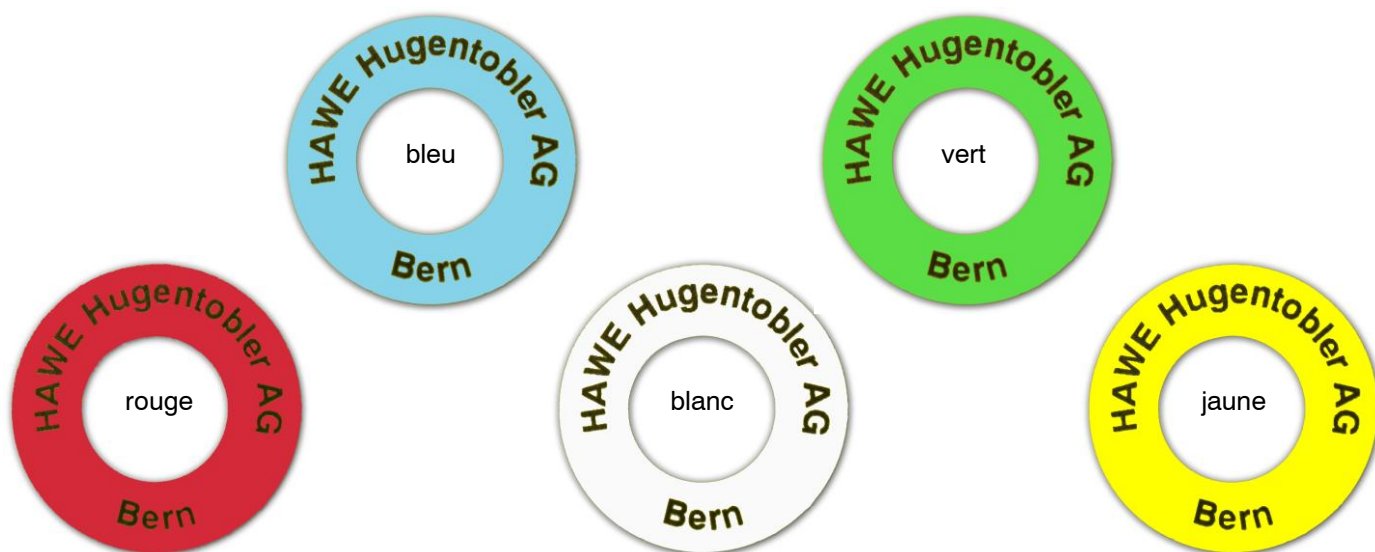 HAWE Hugentobler AG
bleu
Bern
HAWE Hugentobler AG
vert
Bern
HAWE Hugentobler AG
rouge
Bern
HAWE Hugentobler AG
blanc
Bern
HAWE Hugentobler AG
jaune
Bern